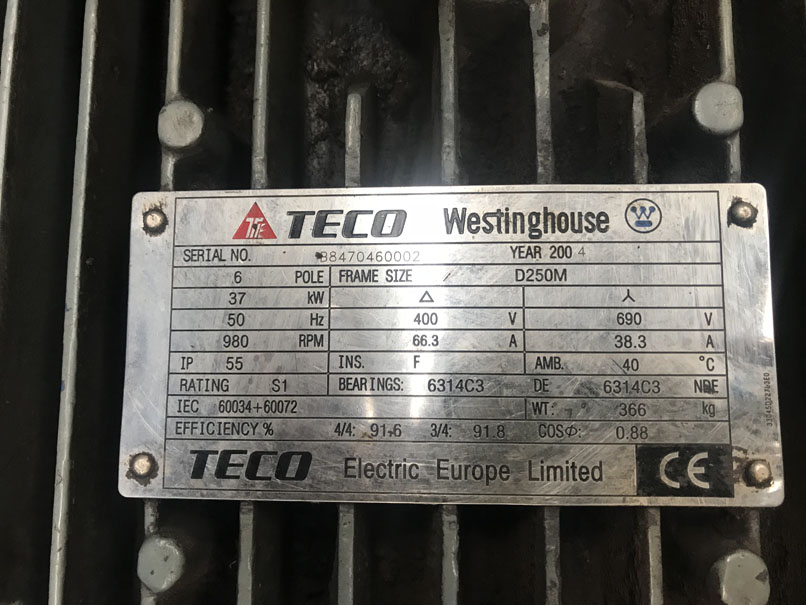 TECO Westinghouse W
SERIAL NO. B8470460002 YEAR 2004
6 POLE FRAME SIZE D250M
37 kW △ ⅄
50 Hz 400 V 690 V
980 RPM 66.3 A 38.3 A
IP 55 INS. F AMB. 40 °C
RATING S1 BEARINGS: 6314C3 DE 6314C3 NDE
IEC 60034+60072 WT: 366 kg
EFFICIENCY % 4/4: 91.6 3/4: 91.8 COSΦ: 0.88
TECO Electric Europe Limited CE